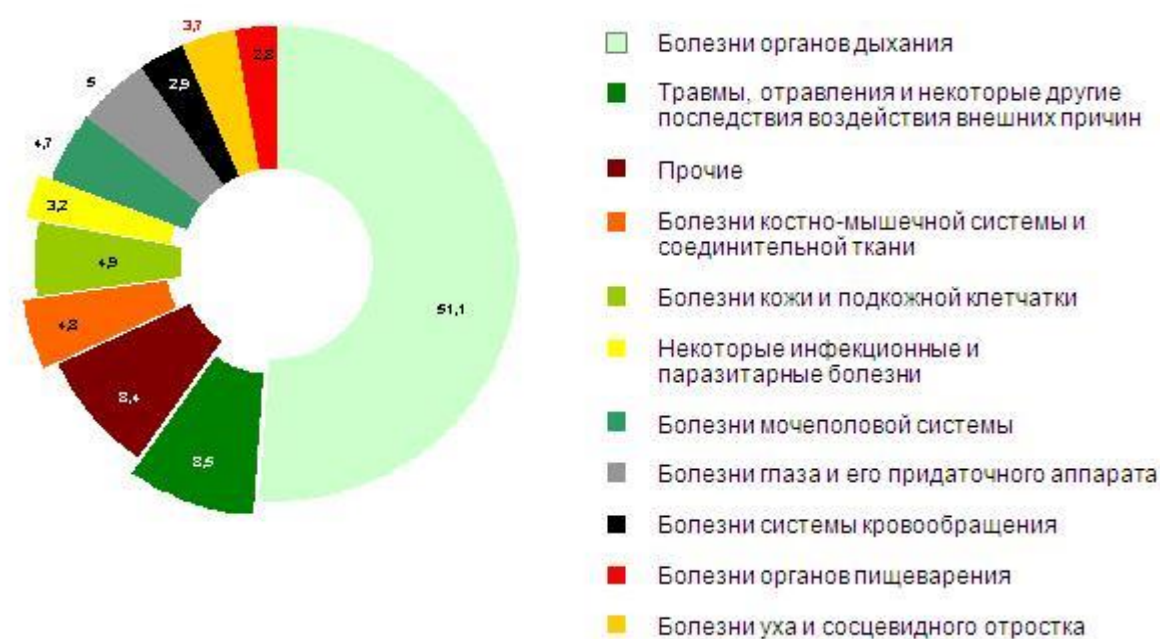 3,7
2,8
2,9
5
4,7
3,2
4,9
4,8
8,4
8,5
51,1
Болезни органов дыхания
Травмы, отравления и некоторые другие
последствия воздействия внешних причин
Прочие
Болезни костно-мышечной системы и
соединительной ткани
Болезни кожи и подкожной клетчатки
Некоторые инфекционные и
паразитарные болезни
Болезни мочеполовой системы
Болезни глаза и его придаточного аппарата
Болезни системы кровообращения
Болезни органов пищеварения
Болезни уха и сосцевидного отростка